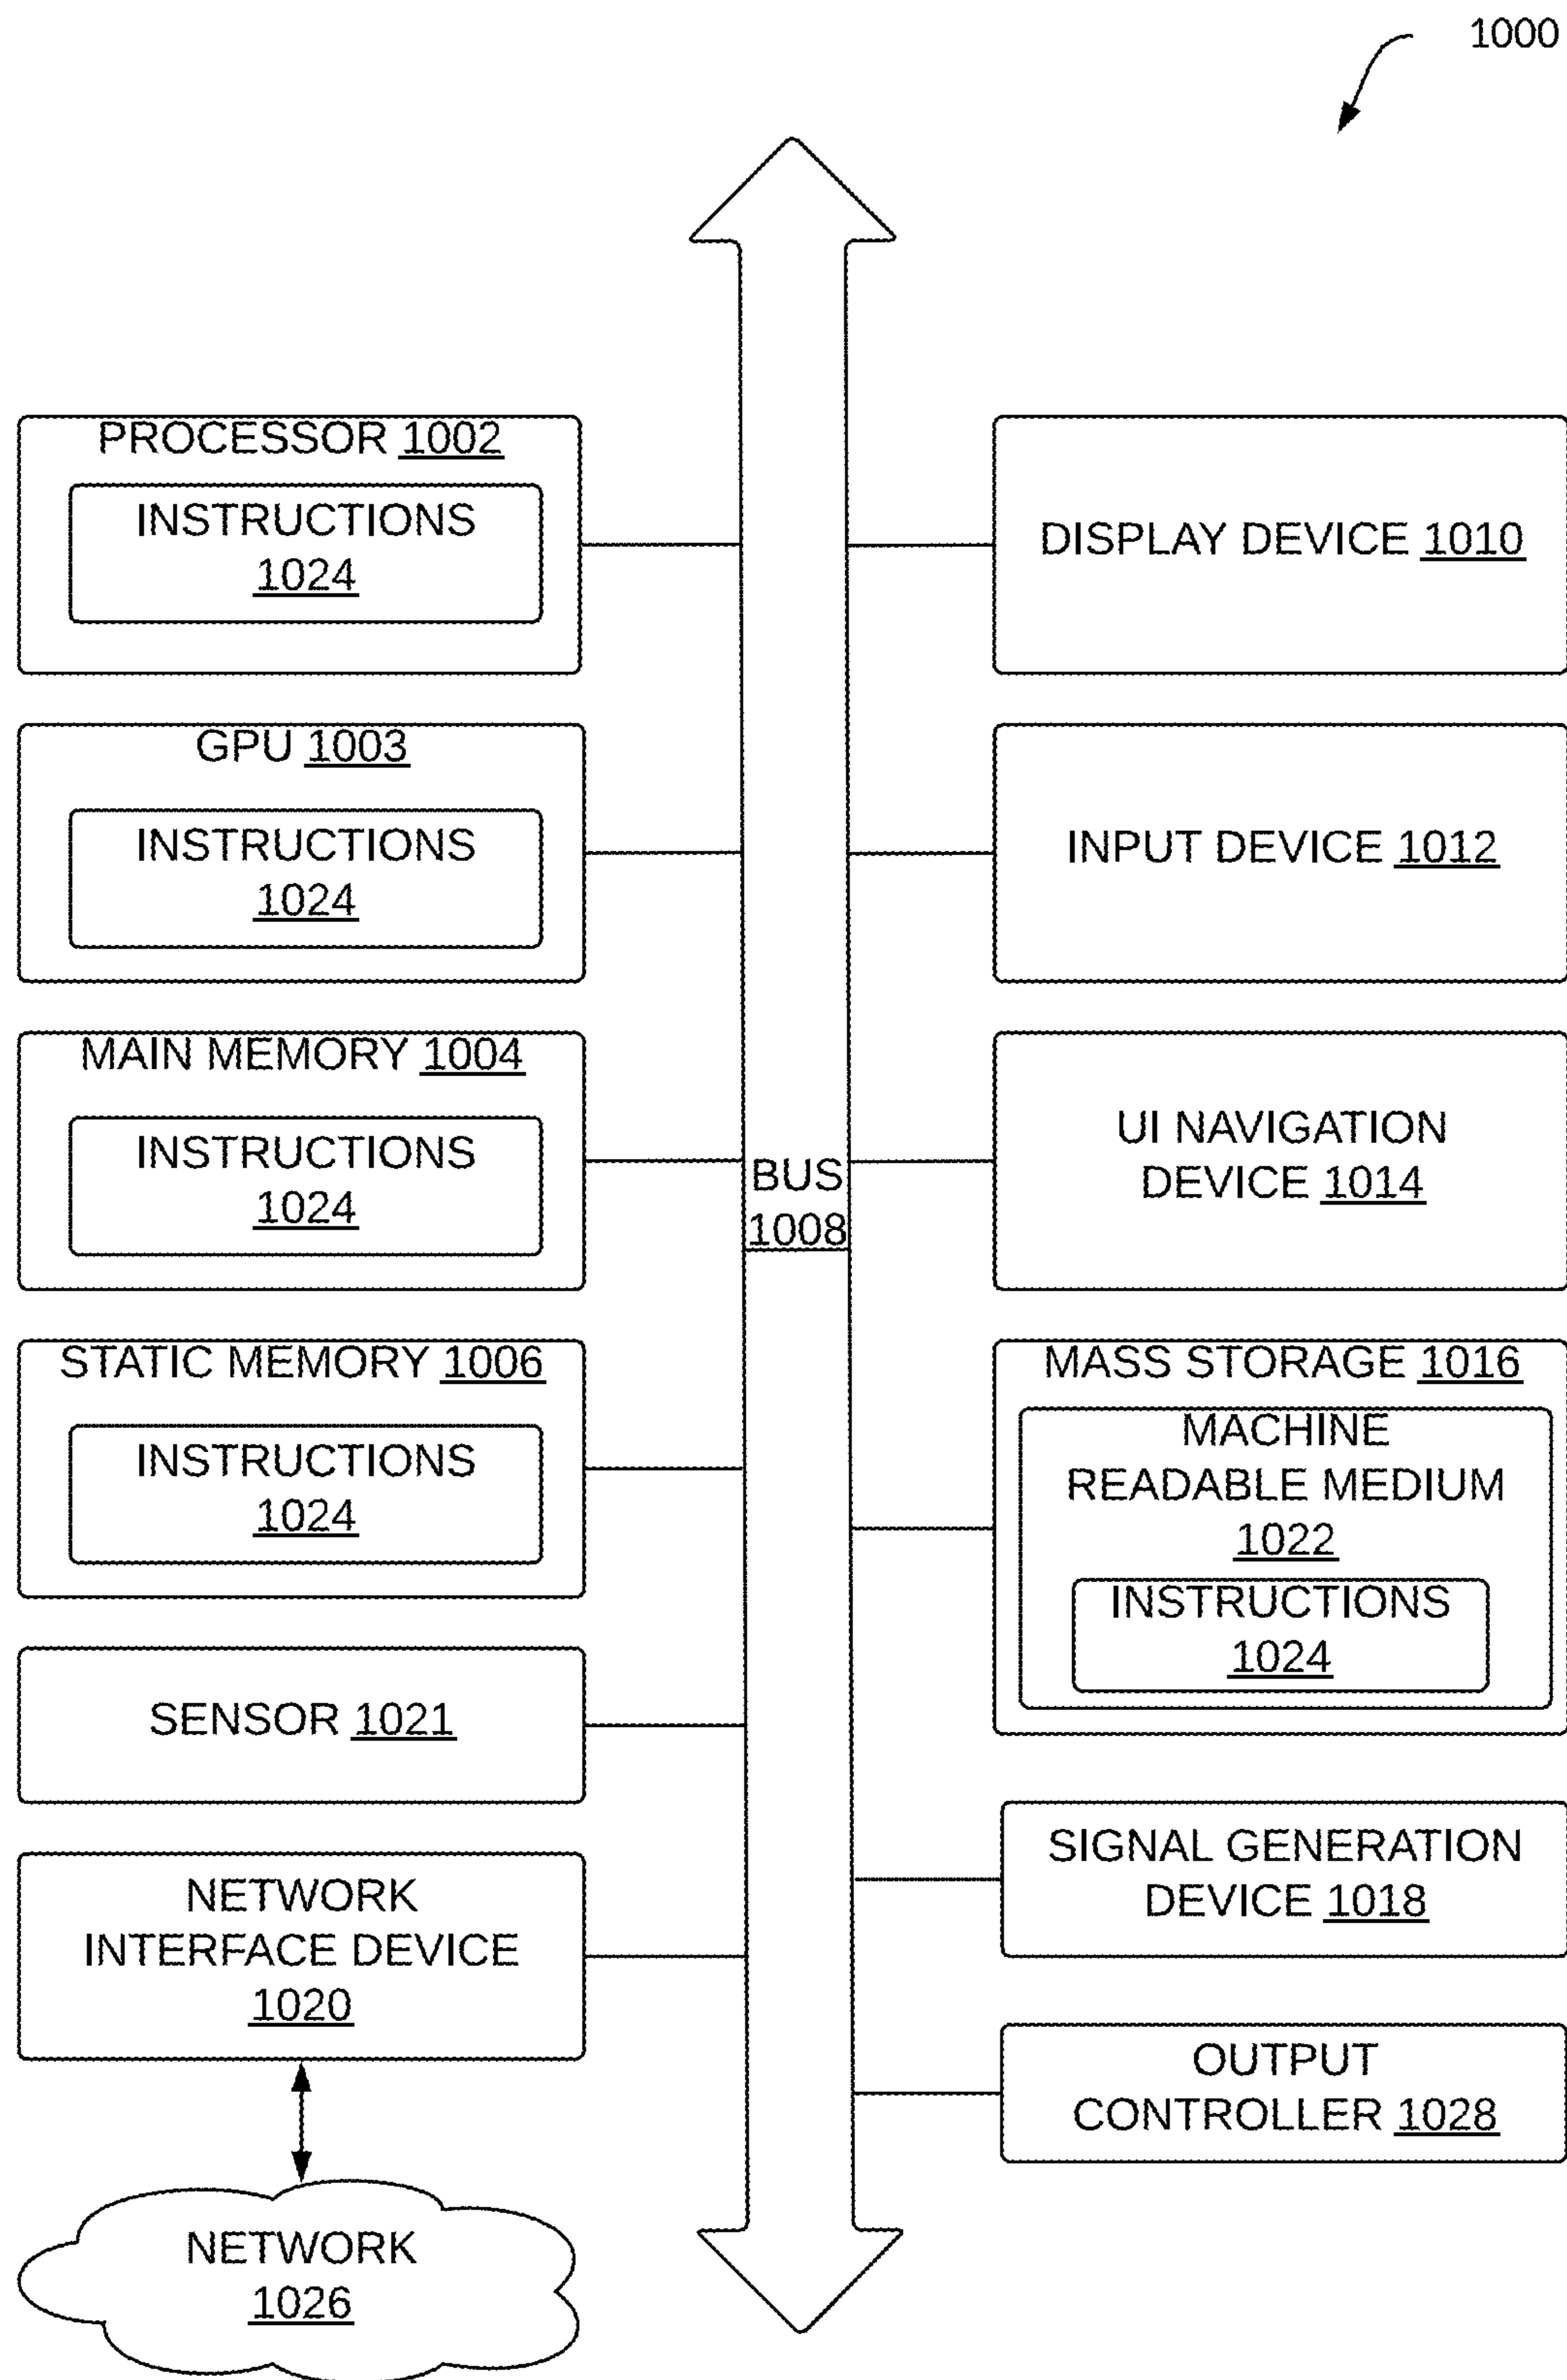 1000
PROCESSOR 1002
INSTRUCTIONS
1024
GPU 1003
INSTRUCTIONS
1024
MAIN MEMORY 1004
INSTRUCTIONS
1024
STATIC MEMORY 1006
INSTRUCTIONS
1024
SENSOR 1021
NETWORK
INTERFACE DEVICE
1020
NETWORK
1026
BUS
1008
DISPLAY DEVICE 1010
INPUT DEVICE 1012
UI NAVIGATION
DEVICE 1014
MASS STORAGE 1016
MACHINE
READABLE MEDIUM
1022
INSTRUCTIONS
1024
SIGNAL GENERATION
DEVICE 1018
OUTPUT
CONTROLLER 1028